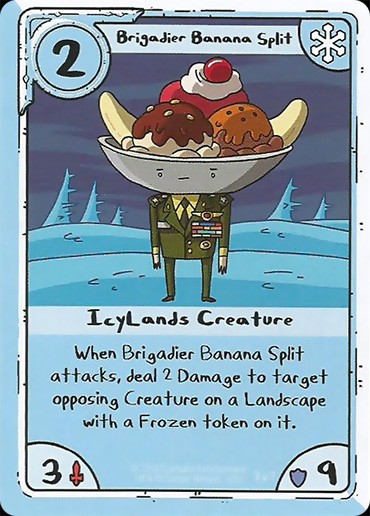 2
Brigadier Banana Split
IcyLands Creature
When Brigadier Banana Split
attacks, deal 2 Damage to target
opposing Creature on a Landscape
with a Frozen token on it.
3
9